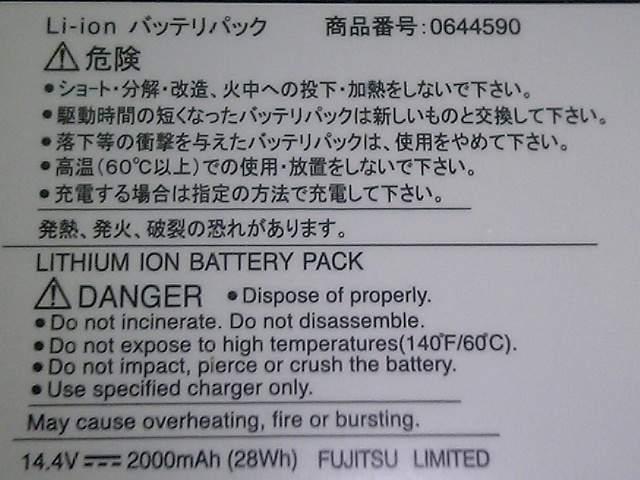 Li-ion バッテリパック 商品番号:0644590
⚠危険
●ショート・分解・改造、火中への投下・加熱をしないで下さい。
●駆動時間の短くなったバッテリパックは新しいものと交換して下さい。
●落下等の衝撃を与えたバッテリパックは、使用をやめて下さい。
●高温(60℃以上)での使用・放置をしないで下さい。
●充電する場合は指定の方法で充電して下さい。
発熱、発火、破裂の恐れがあります。
LITHIUM ION BATTERY PACK
⚠DANGER ●Dispose of properly.
●Do not incinerate. Do not disassemble.
●Do not expose to high temperatures(140°F/60°C).
●Do not impact, pierce or crush the battery.
●Use specified charger only.
May cause overheating, fire or bursting.
14.4V⎓2000mAh (28Wh) FUJITSU LIMITED